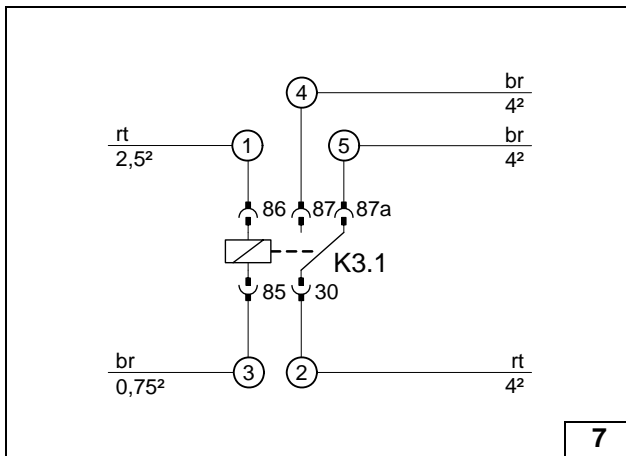 4 br
4²
rt 1 5 br
2,5² 4²
86 87 87a
K3.1
85 30
br 3 2 rt
0,75² 4²
7